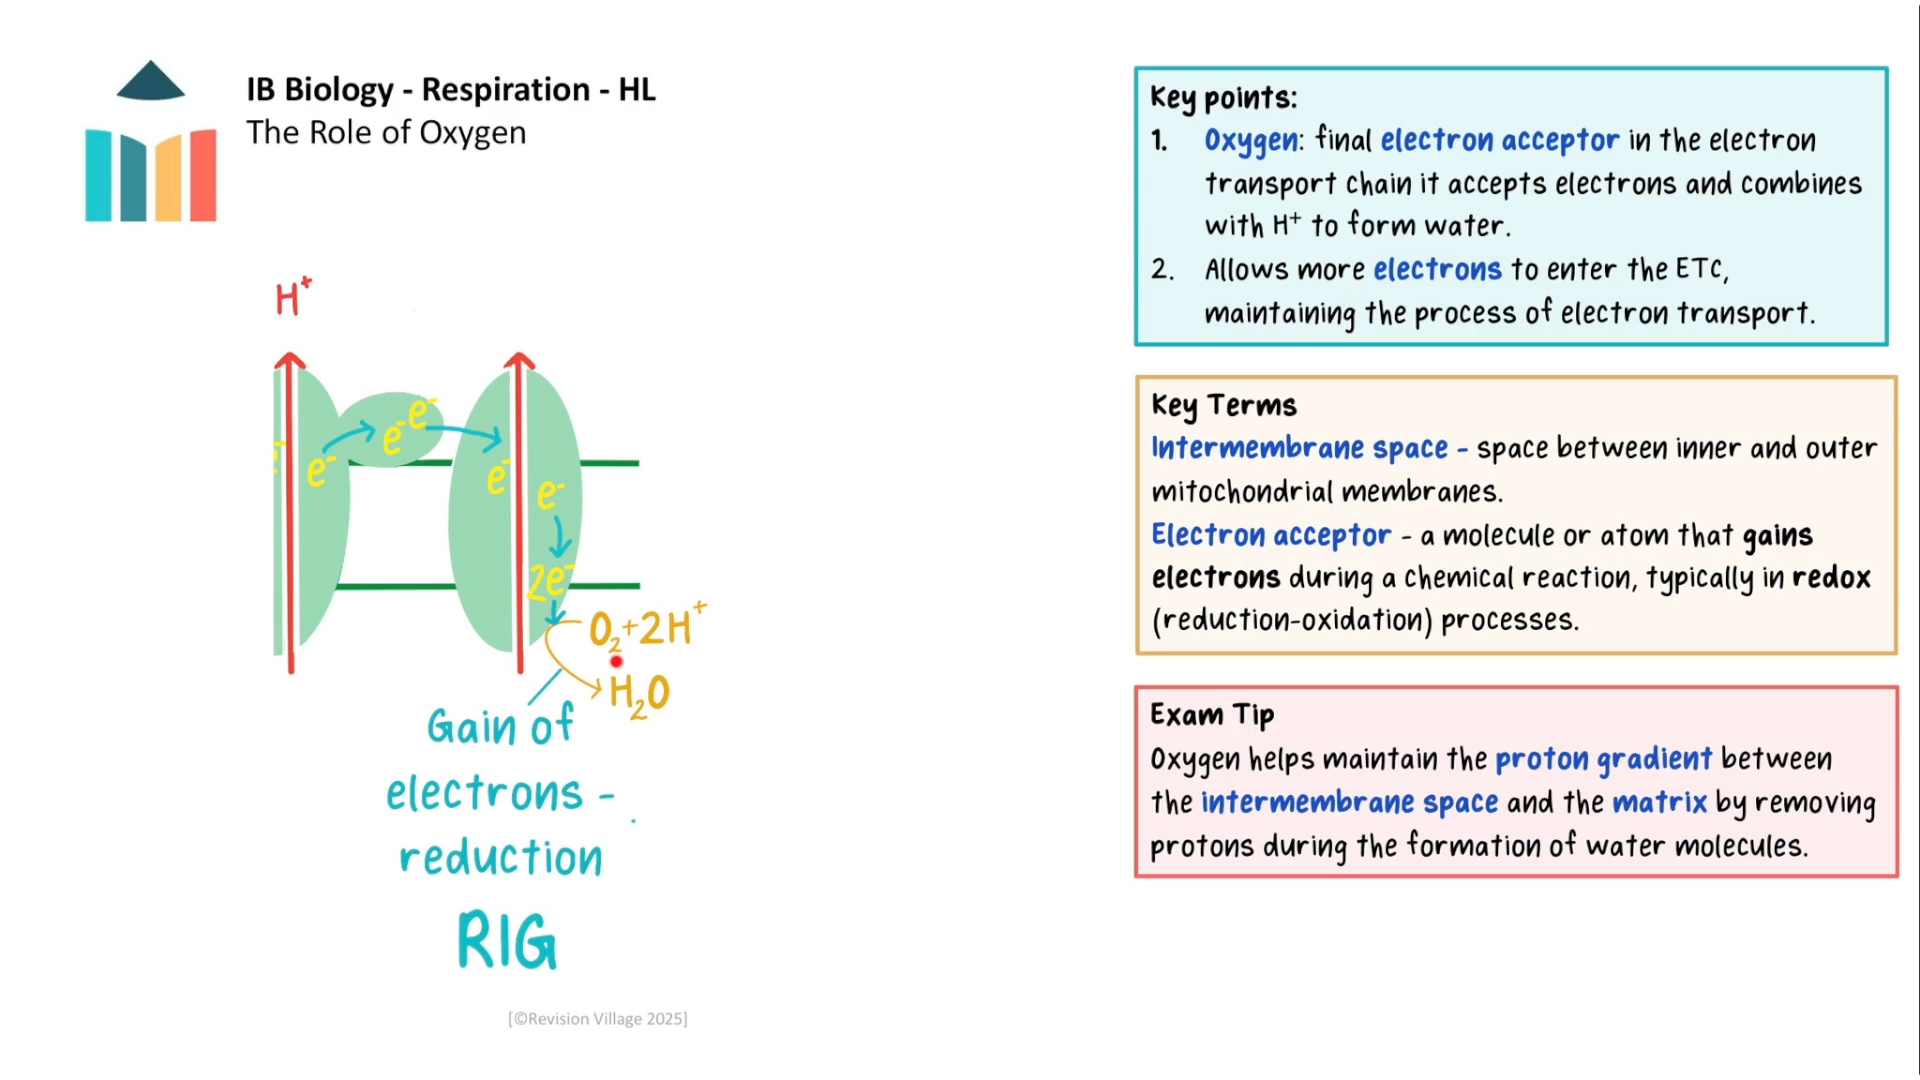 IB Biology - Respiration - HL
The Role of Oxygen
H⁺
e⁻
e⁻
e⁻
e⁻
e⁻
e⁻
2e⁻
O₂+2H⁺
H₂O
Gain of
electrons -
reduction
RIG
[©Revision Village 2025]
Key points:
1. Oxygen: final electron acceptor in the electron
transport chain it accepts electrons and combines
with H⁺ to form water.
2. Allows more electrons to enter the ETC,
maintaining the process of electron transport.
Key Terms
Intermembrane space - space between inner and outer
mitochondrial membranes.
Electron acceptor - a molecule or atom that gains
electrons during a chemical reaction, typically in redox
(reduction-oxidation) processes.
Exam Tip
Oxygen helps maintain the proton gradient between
the intermembrane space and the matrix by removing
protons during the formation of water molecules.